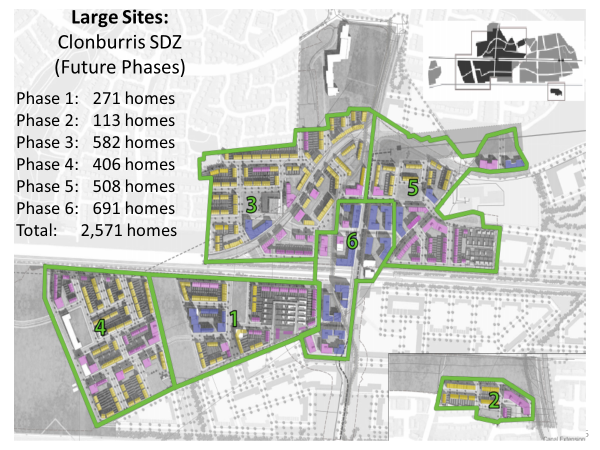 Large Sites:
Clonburris SDZ
(Future Phases)
Phase 1: 271 homes
Phase 2: 113 homes
Phase 3: 582 homes
Phase 4: 406 homes
Phase 5: 508 homes
Phase 6: 691 homes
Total: 2,571 homes
5
3
6
1
4
2
Canal Extension